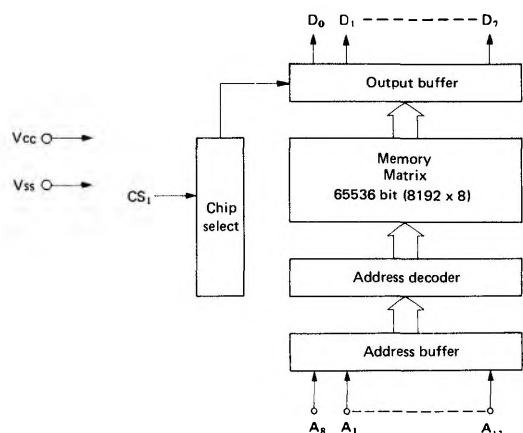 D₀ D₁ D₇
Output buffer
Memory
Matrix
65536 bit (8192 x 8)
Vcc
Vss
CS₁
Chip
select
Address decoder
Address buffer
A₈ A₁